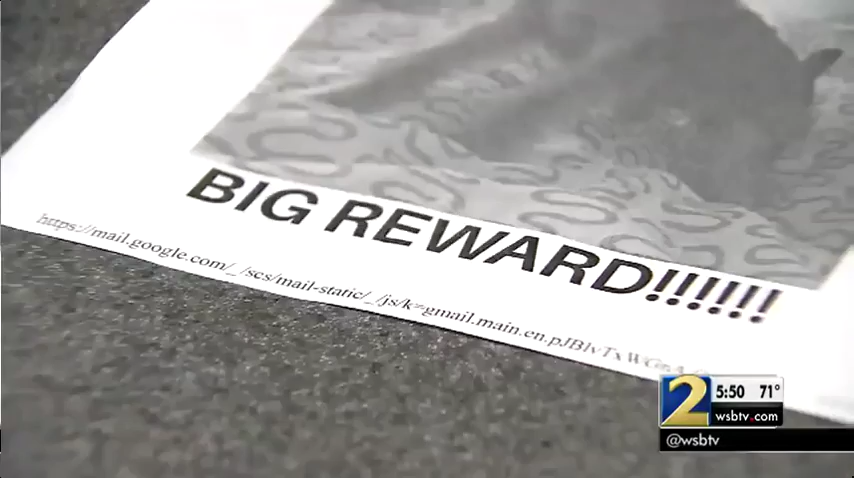 BIG REWARD!!!!!!
https://mail.google.com/_/scs/mail-static/_/js/k=gmail.main.en.pJBlvTxWGnA
2 5:50 71°
wsbtv.com
@wsbtv